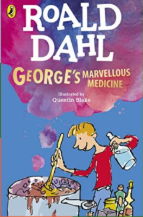 ROALD
DAHL
GEORGE'S MARVELLOUS
MEDICINE
Illustrated by
Quentin Blake